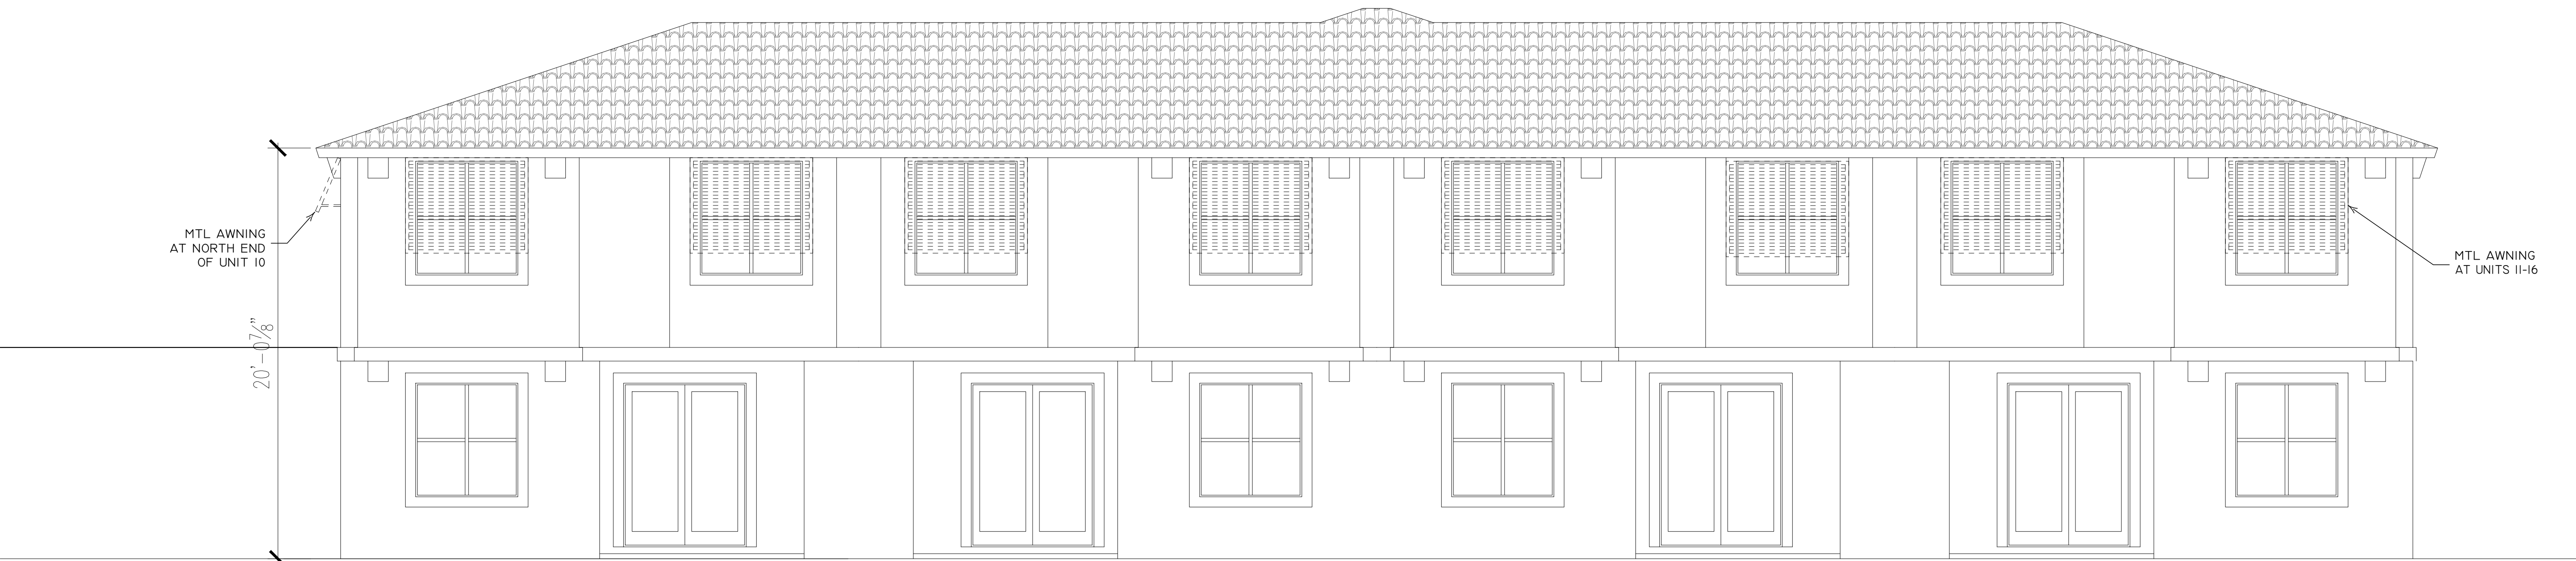 MTL AWNING
AT NORTH END
OF UNIT 10
20'-0⅞"
MTL AWNING
AT UNITS 11-16